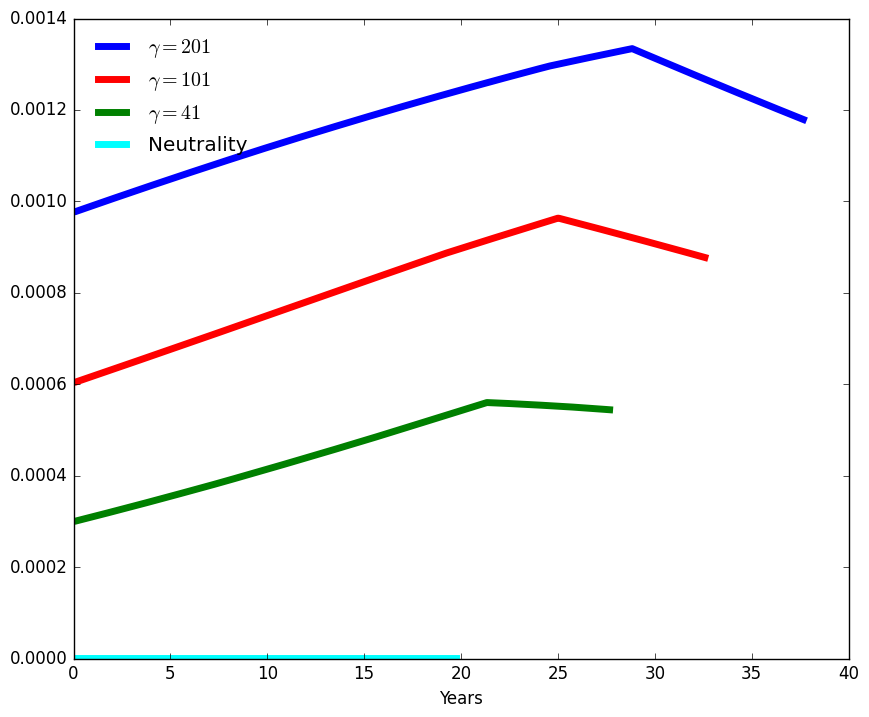 0.0014
0.0012
0.0010
0.0008
0.0006
0.0004
0.0002
0.0000
γ = 201
γ = 101
γ = 41
Neutrality
0 5 10 15 20 25 30 35 40
Years